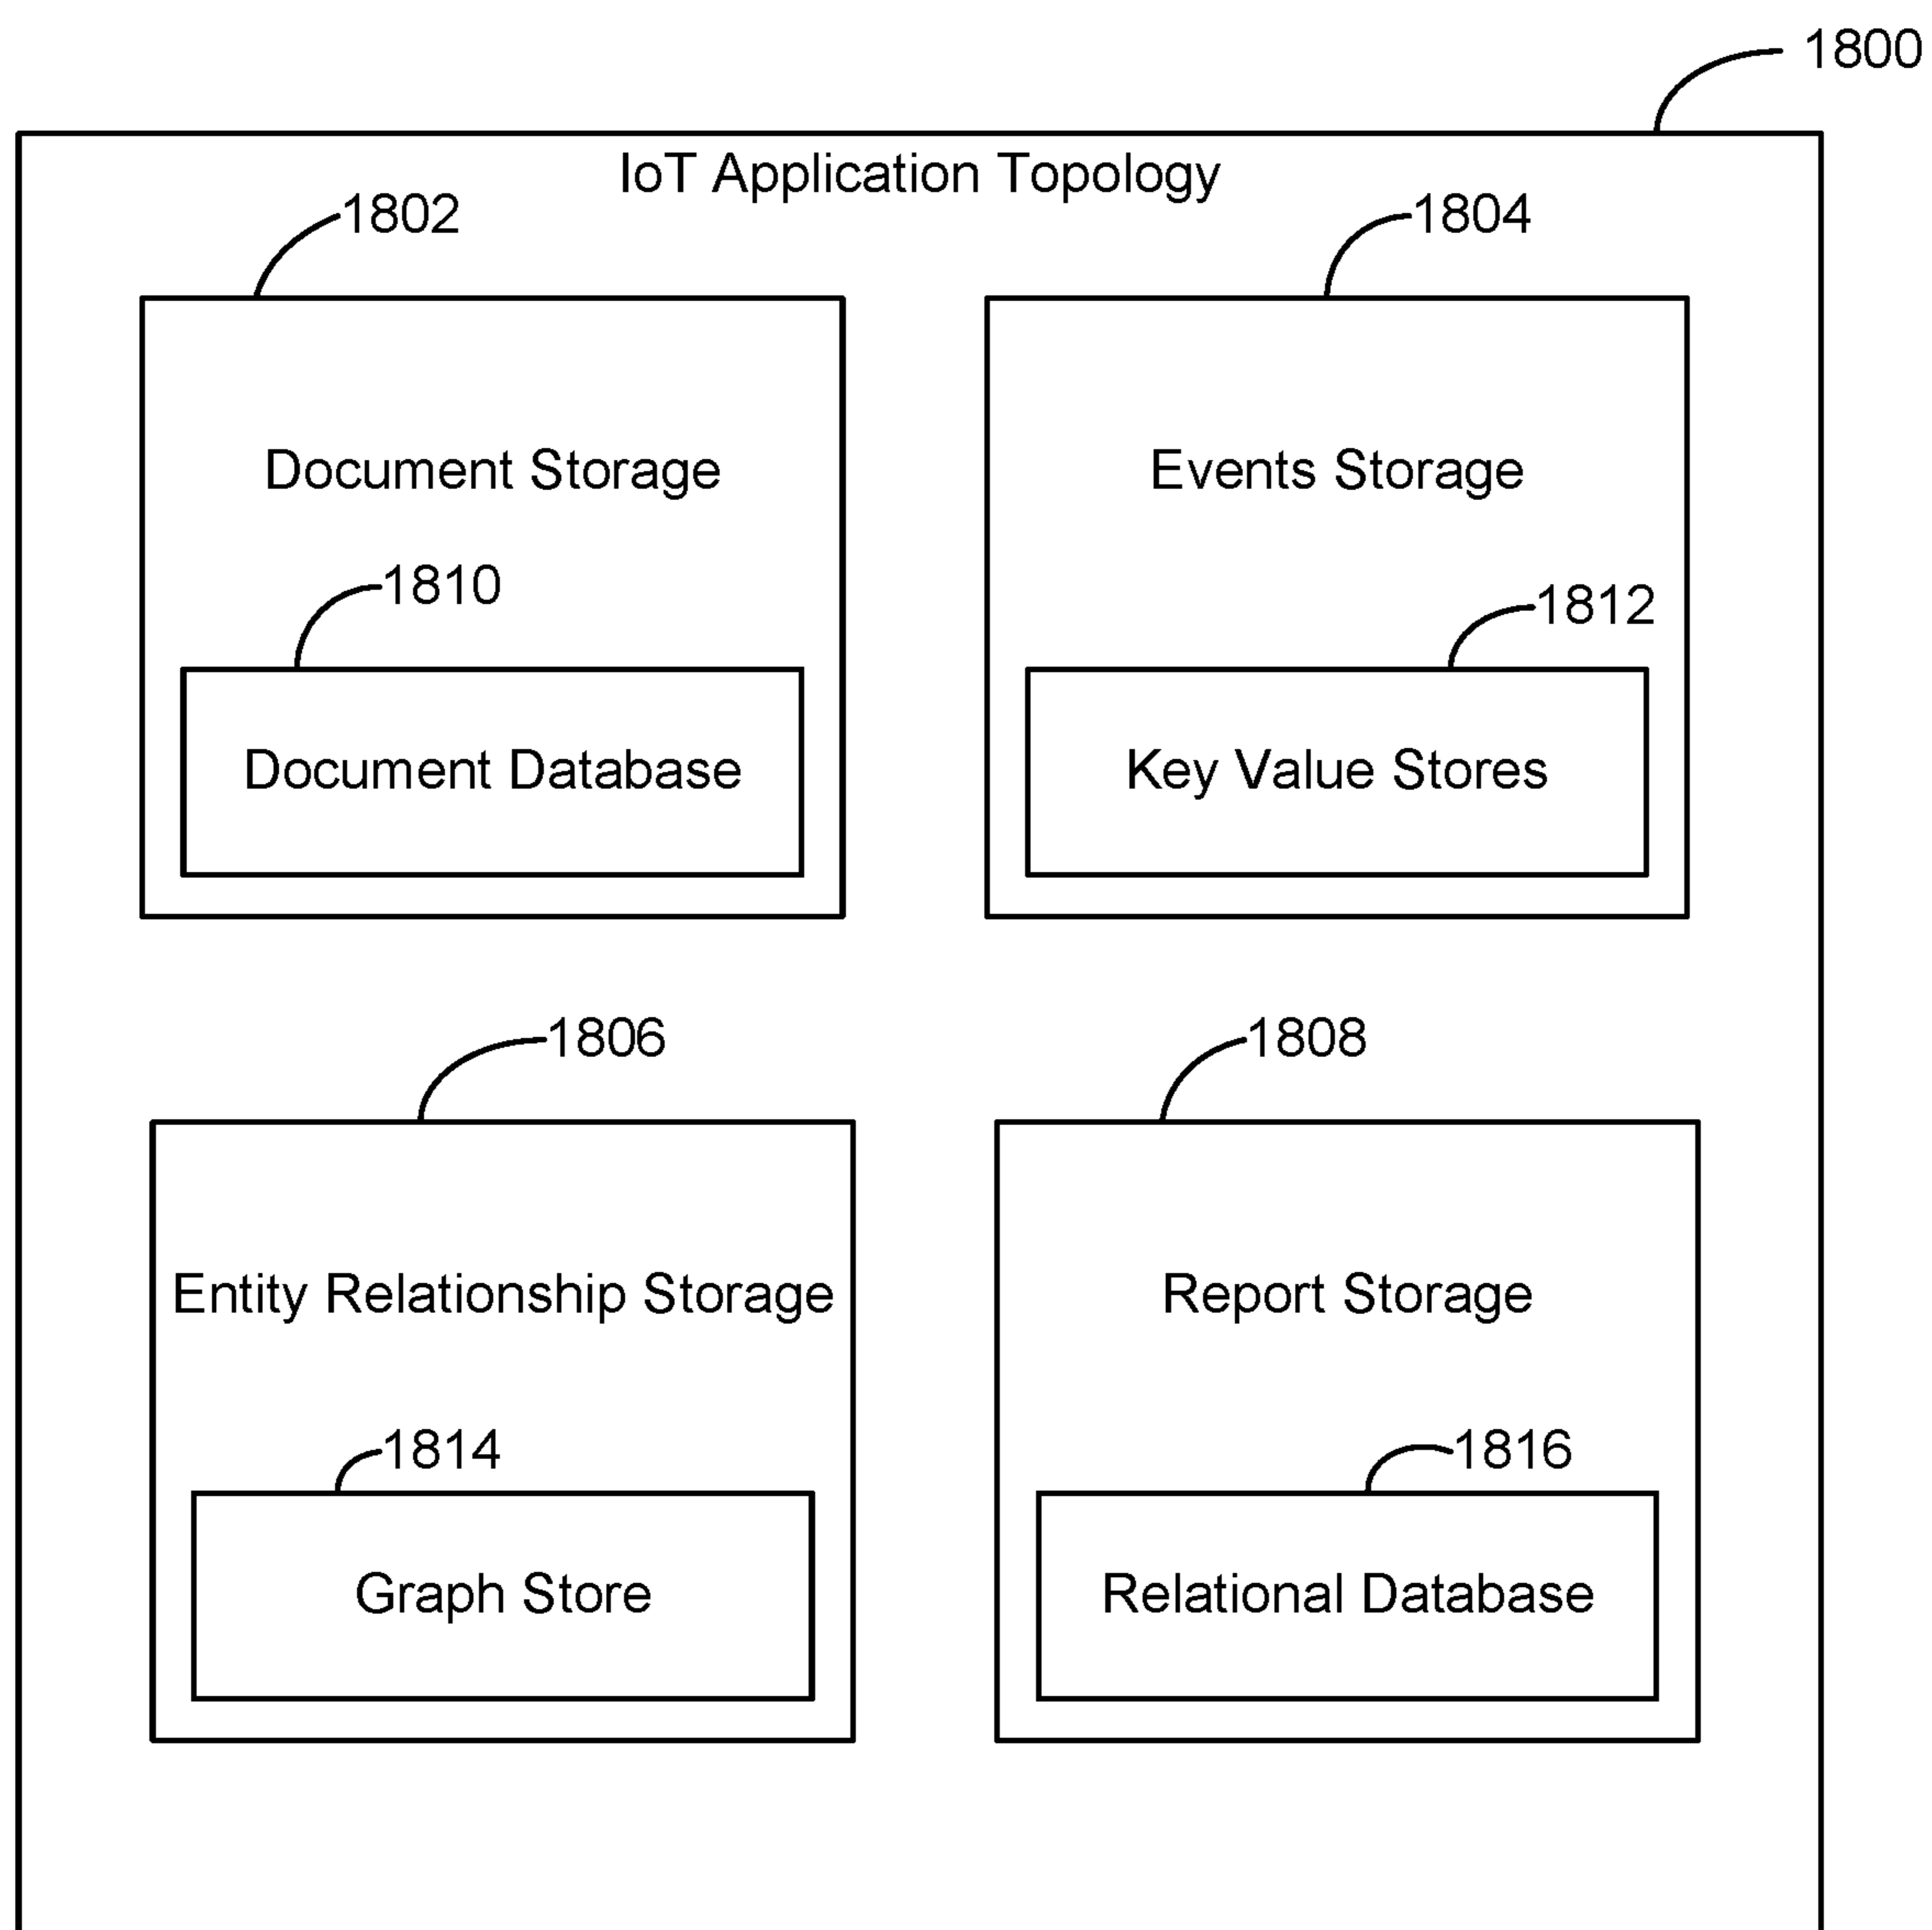 1800
IoT Application Topology
1802
1804
Document Storage
Events Storage
1810
1812
Document Database
Key Value Stores
1806
1808
Entity Relationship Storage
Report Storage
1814
1816
Graph Store
Relational Database